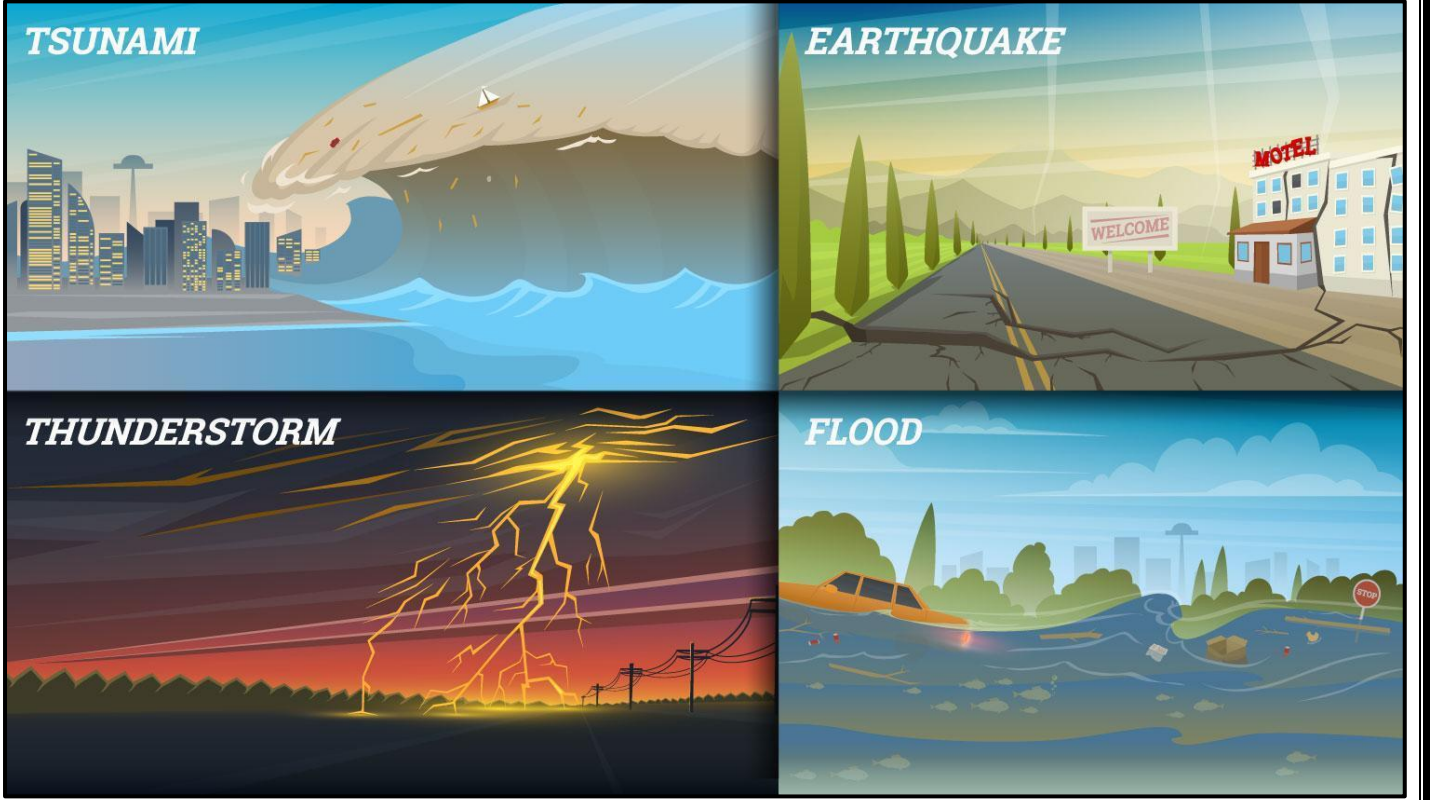 TSUNAMI
EARTHQUAKE
MOTEL
WELCOME
THUNDERSTORM
FLOOD
STOP